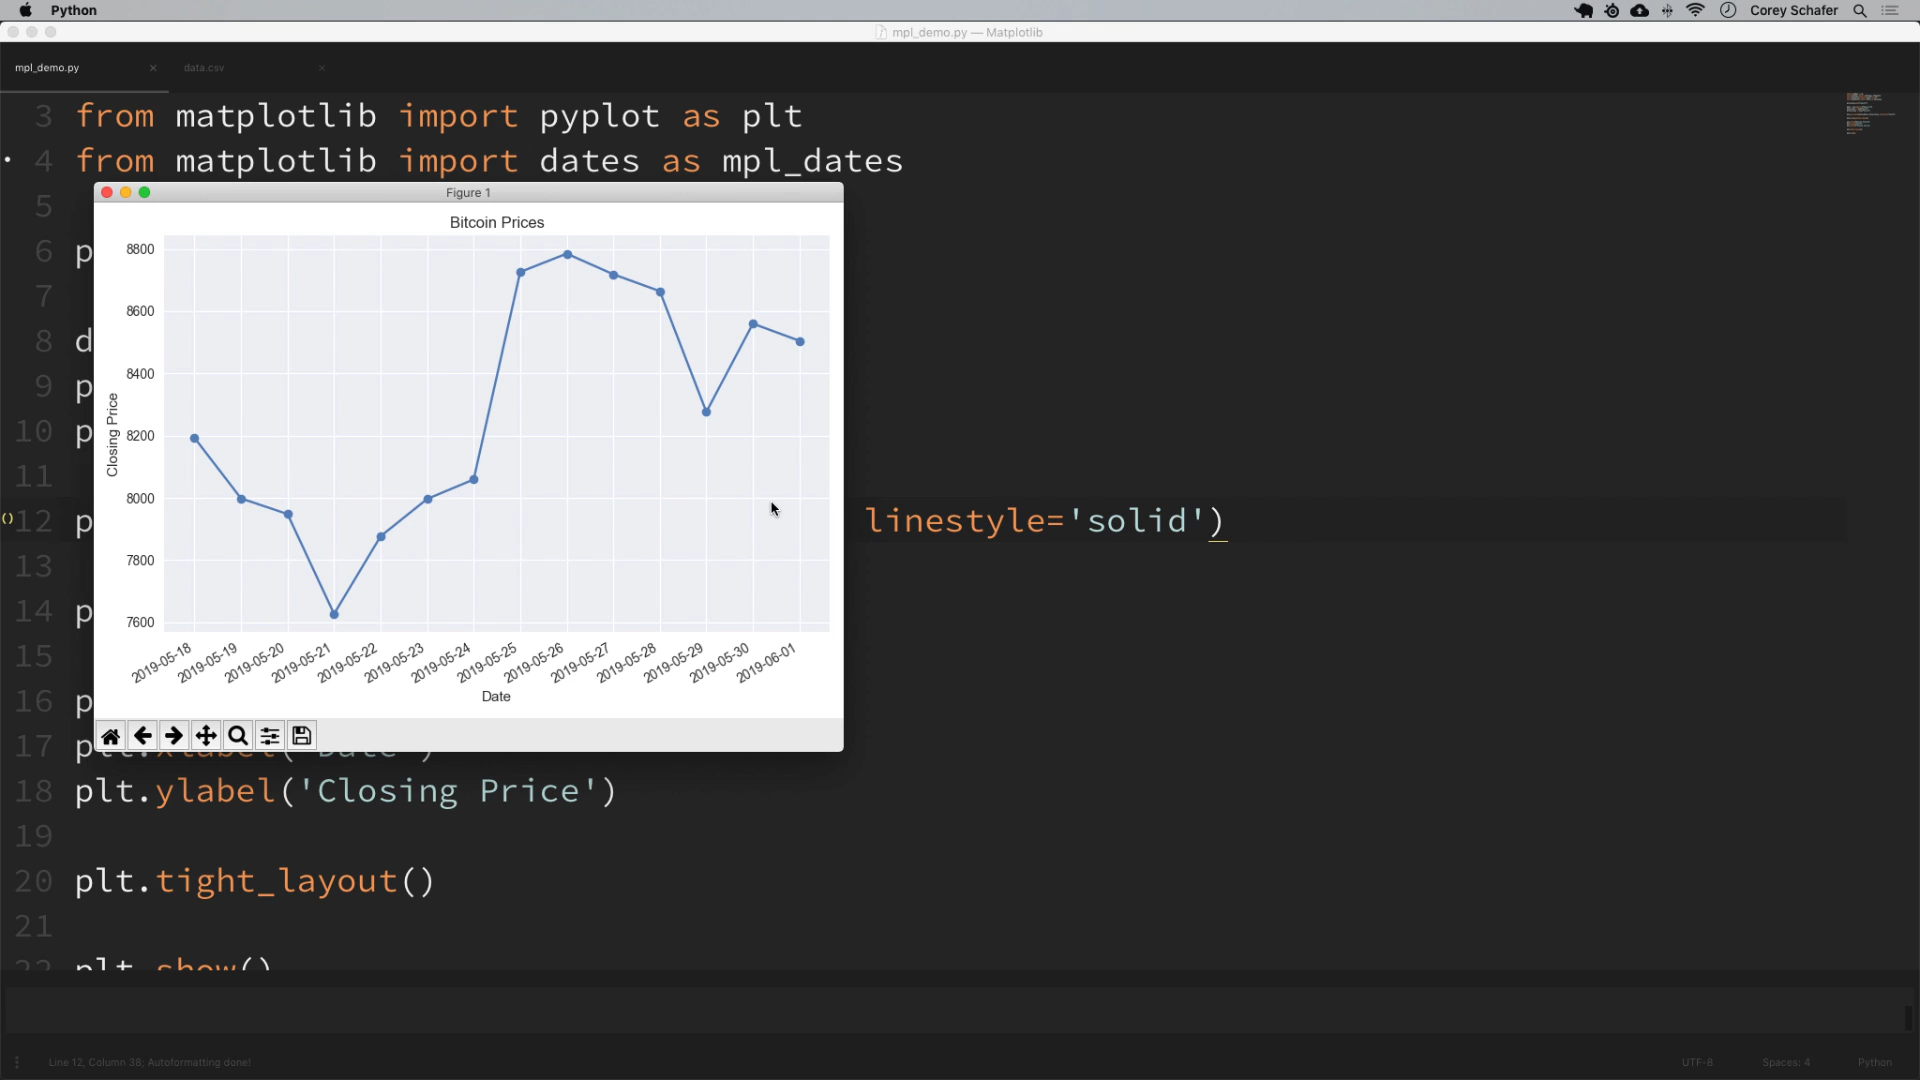 Python
Corey Schafer
mpl_demo.py — Matplotlib
mpl_demo.py
data.csv
3 from matplotlib import pyplot as plt
4 from matplotlib import dates as mpl_dates
5
6 p
7
8 d
9 p
10 p
11
12 p linestyle='solid')
13
14 p
15
16 p
17 plt.xlabel('Date')
18 plt.ylabel('Closing Price')
19
20 plt.tight_layout()
21
22 plt.show()
Figure 1
Bitcoin Prices
8800
8600
8400
8200
8000
7800
7600
Closing Price
2019-05-18
2019-05-19
2019-05-20
2019-05-21
2019-05-22
2019-05-23
2019-05-24
2019-05-25
2019-05-26
2019-05-27
2019-05-28
2019-05-29
2019-05-30
2019-06-01
Date
Line 12, Column 38; Autoformatting done!
UTF-8
Spaces: 4
Python